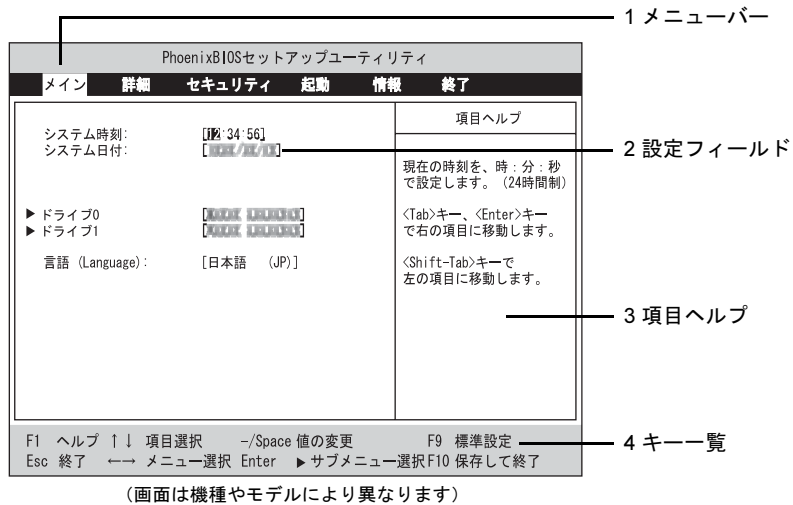 1 メニューバー
PhoenixBIOSセットアップユーティリティ
メイン 詳細 セキュリティ 起動 情報 終了
システム時刻: [12:34:56]
システム日付:
2 設定フィールド
▶ ドライブ0
▶ ドライブ1
言語 (Language): [日本語 (JP)]
項目ヘルプ
現在の時刻を、時:分:秒
で設定します。(24時間制)
<Tab>キー、<Enter>キー
で右の項目に移動します。
<Shift-Tab>キーで
左の項目に移動します。
3 項目ヘルプ
F1 ヘルプ ↑↓ 項目選択 -/Space 値の変更 F9 標準設定
4 キー一覧
Esc 終了 ←→ メニュー選択 Enter ▶ サブメニュー選択 F10 保存して終了
(画面は機種やモデルにより異なります)